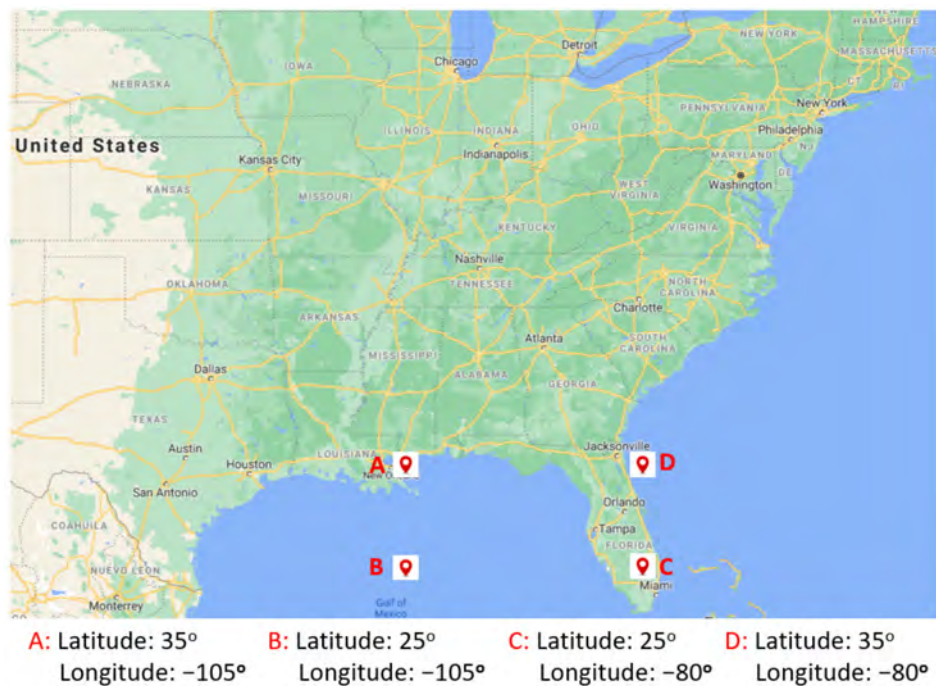 NEW HAMPSHIRE
NEW YORK
MASSACHUSETTS
CT
RI
Detroit
Chicago
IOWA
NEBRASKA
PENNSYLVANIA
New York
Philadelphia
NJ
ILLINOIS
INDIANA
OHIO
Indianapolis
MARYLAND
DE
United States
Kansas City
KANSAS
MISSOURI
WEST
VIRGINIA
Washington
KENTUCKY
VIRGINIA
Nashville
TENNESSEE
OKLAHOMA
ARKANSAS
NORTH
CAROLINA
Charlotte
SOUTH
CAROLINA
MISSISSIPPI
Atlanta
ALABAMA
GEORGIA
Dallas
TEXAS
Austin
Houston
San Antonio
LOUISIANA
A
New
Jacksonville
D
Orlando
Tampa
FLORIDA
B
C
Miami
COAHUILA
NUEVO LEON
Monterrey
Gulf of
Mexico
A: Latitude: 35° B: Latitude: 25° C: Latitude: 25° D: Latitude: 35°
Longitude: −105° Longitude: −105° Longitude: −80° Longitude: −80°